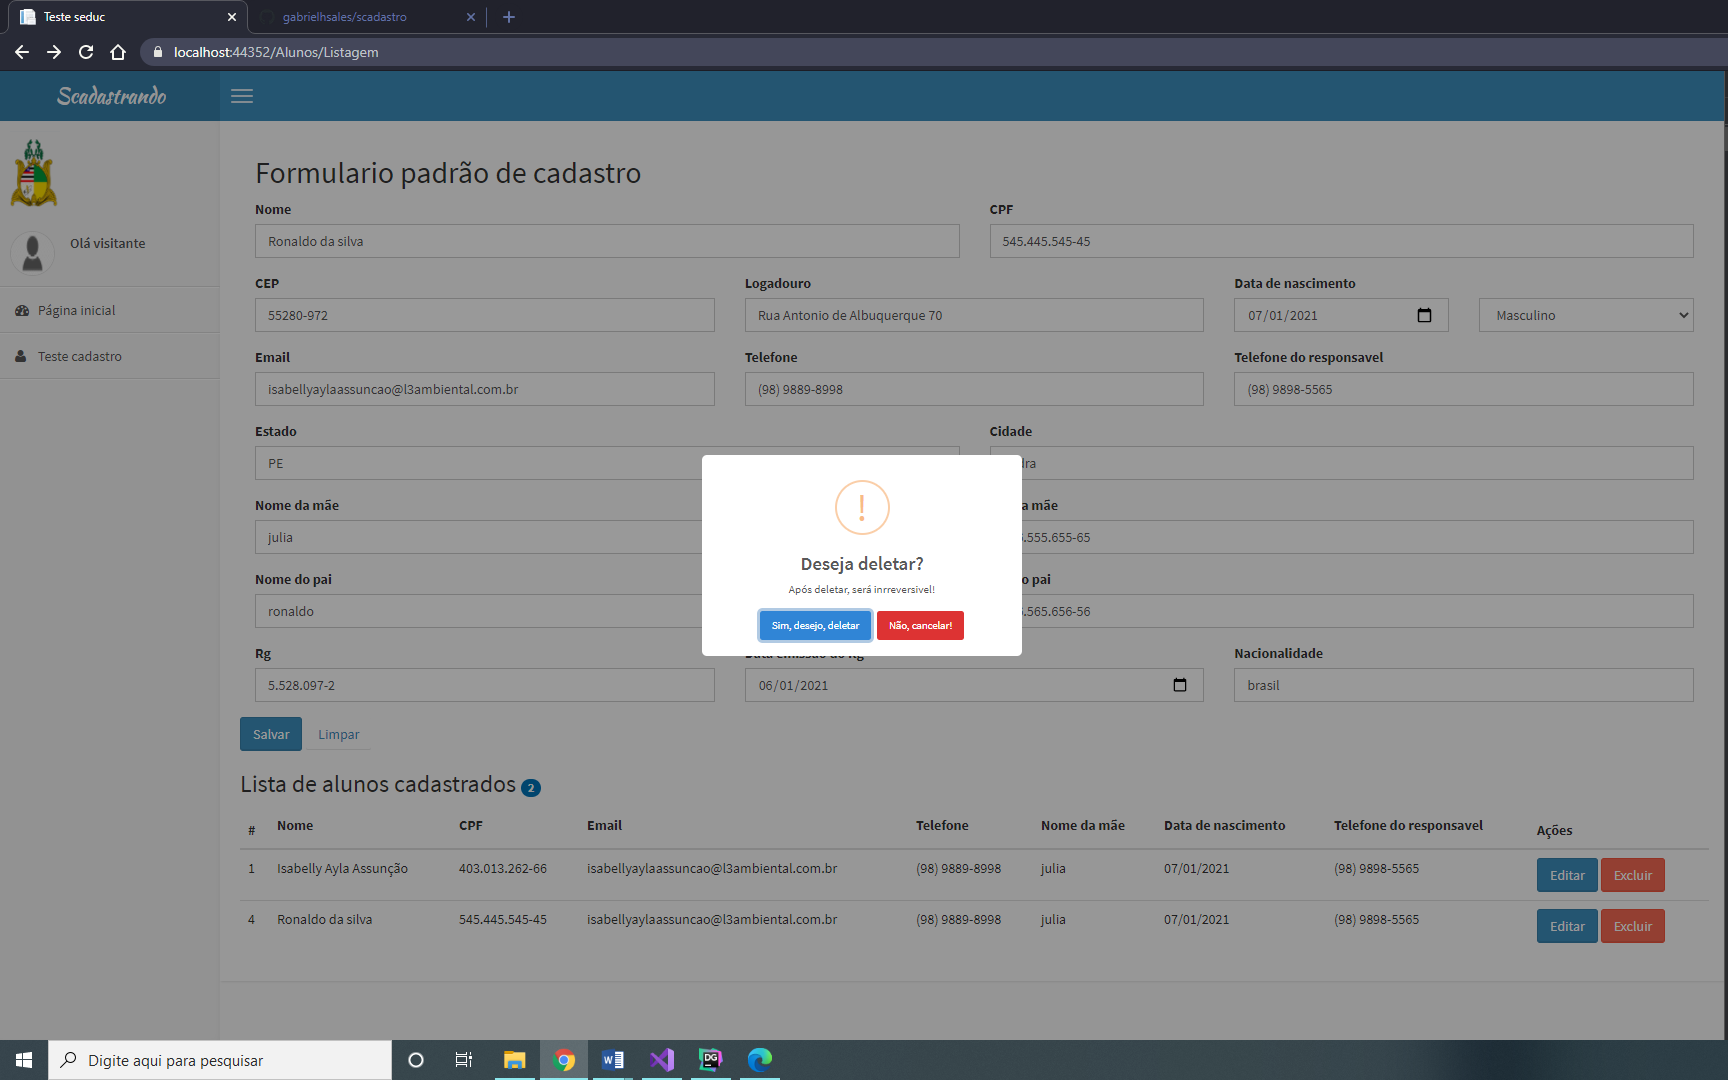 Teste seduc
gabrielhsales/scadastro
localhost:44352/Alunos/Listagem
Scadastrando
Olá visitante
Página inicial
Teste cadastro
Formulario padrão de cadastro
Nome CPF
Ronaldo da silva 545.445.545-45
CEP Logadouro Data de nascimento
55280-972 Rua Antonio de Albuquerque 70 07/01/2021 Masculino
Email Telefone Telefone do responsavel
isabellyaylaassuncao@l3ambiental.com.br (98) 9889-8998 (98) 9898-5565
Estado Cidade
PE dra
Nome da mãe a mãe
julia .555.655-65
Nome do pai o pai
ronaldo .565.656-56
Deseja deletar?
Após deletar, será inrreversivel!
Sim, desejo, deletar Não, cancelar!
Rg Data emissão do Rg Nacionalidade
5.528.097-2 06/01/2021 brasil
Salvar Limpar
Lista de alunos cadastrados 2
# Nome CPF Email Telefone Nome da mãe Data de nascimento Telefone do responsavel Ações
1 Isabelly Ayla Assunção 403.013.262-66 isabellyaylaassuncao@l3ambiental.com.br (98) 9889-8998 julia 07/01/2021 (98) 9898-5565 Editar Excluir
4 Ronaldo da silva 545.445.545-45 isabellyaylaassuncao@l3ambiental.com.br (98) 9889-8998 julia 07/01/2021 (98) 9898-5565 Editar Excluir
Digite aqui para pesquisar
W
DG